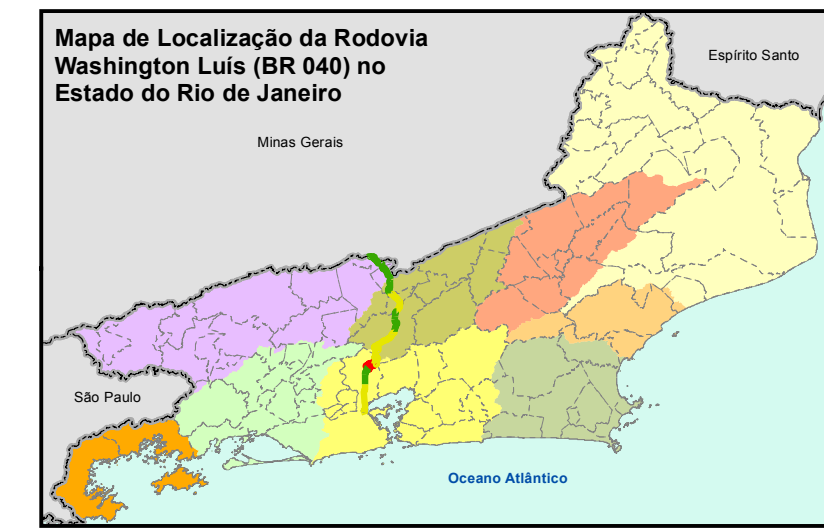 Mapa de Localização da Rodovia
Washington Luís (BR 040) no
Estado do Rio de Janeiro
Espírito Santo
Minas Gerais
São Paulo
Oceano Atlântico